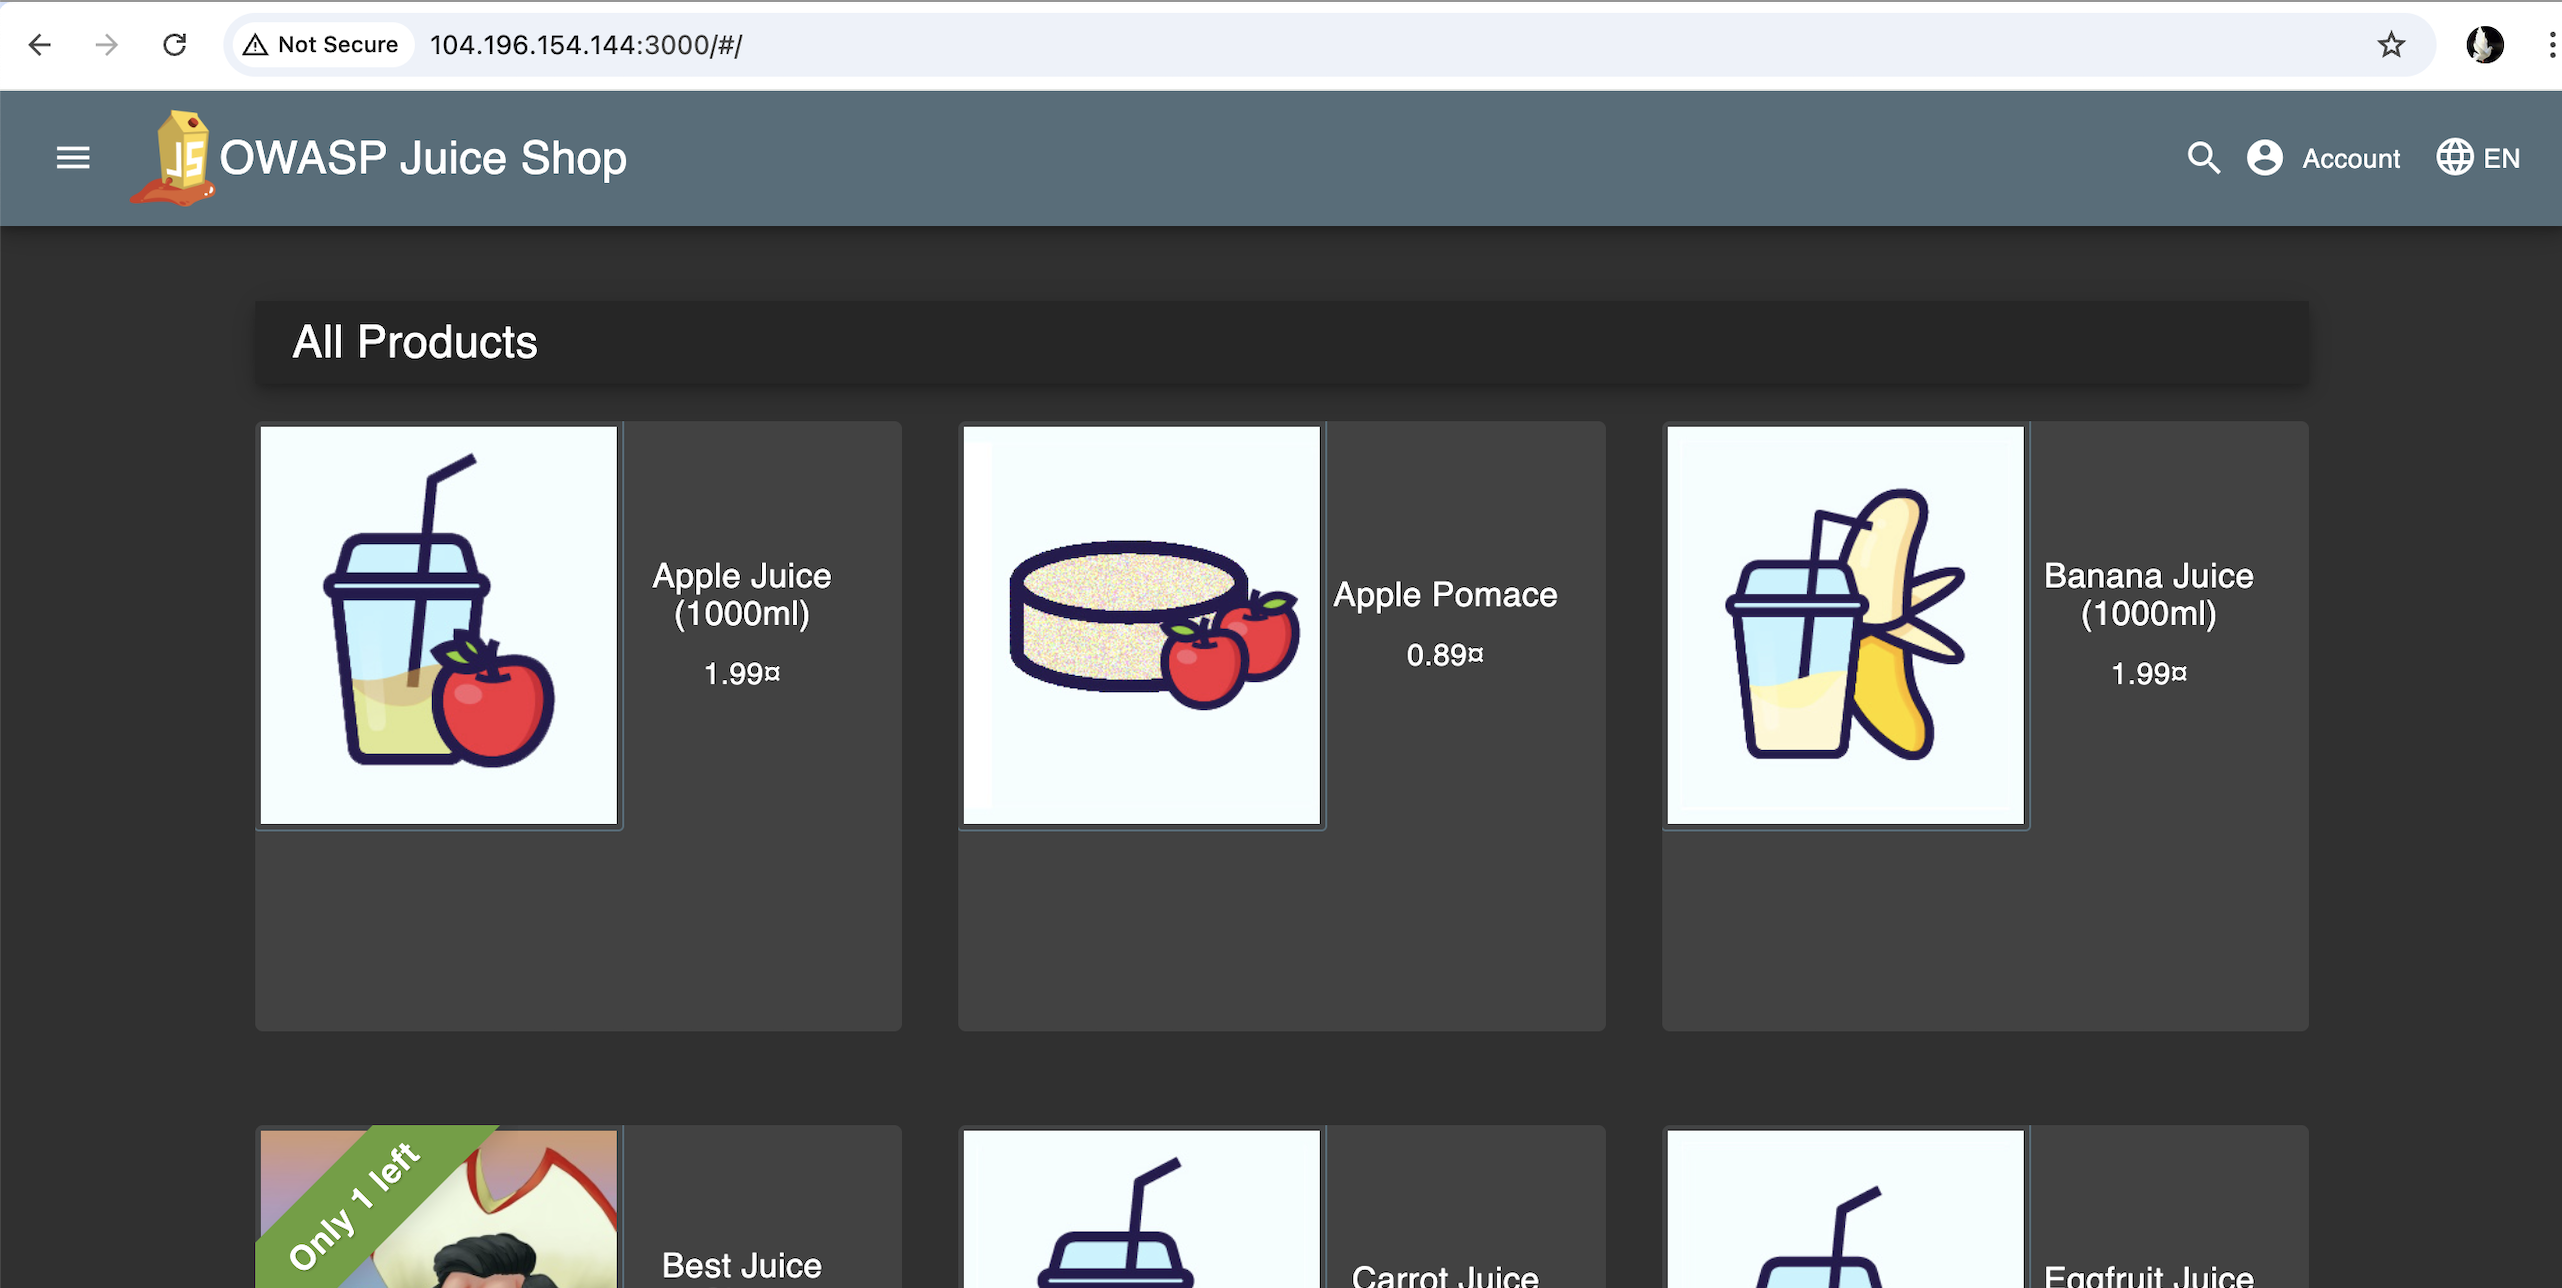 Not Secure 104.196.154.144:3000/#/
JS OWASP Juice Shop Account EN
All Products
Apple Juice
(1000ml)
1.99¤
Apple Pomace
0.89¤
Banana Juice
(1000ml)
1.99¤
Only 1 left
Best Juice
Carrot Juice
Eggfruit Juice